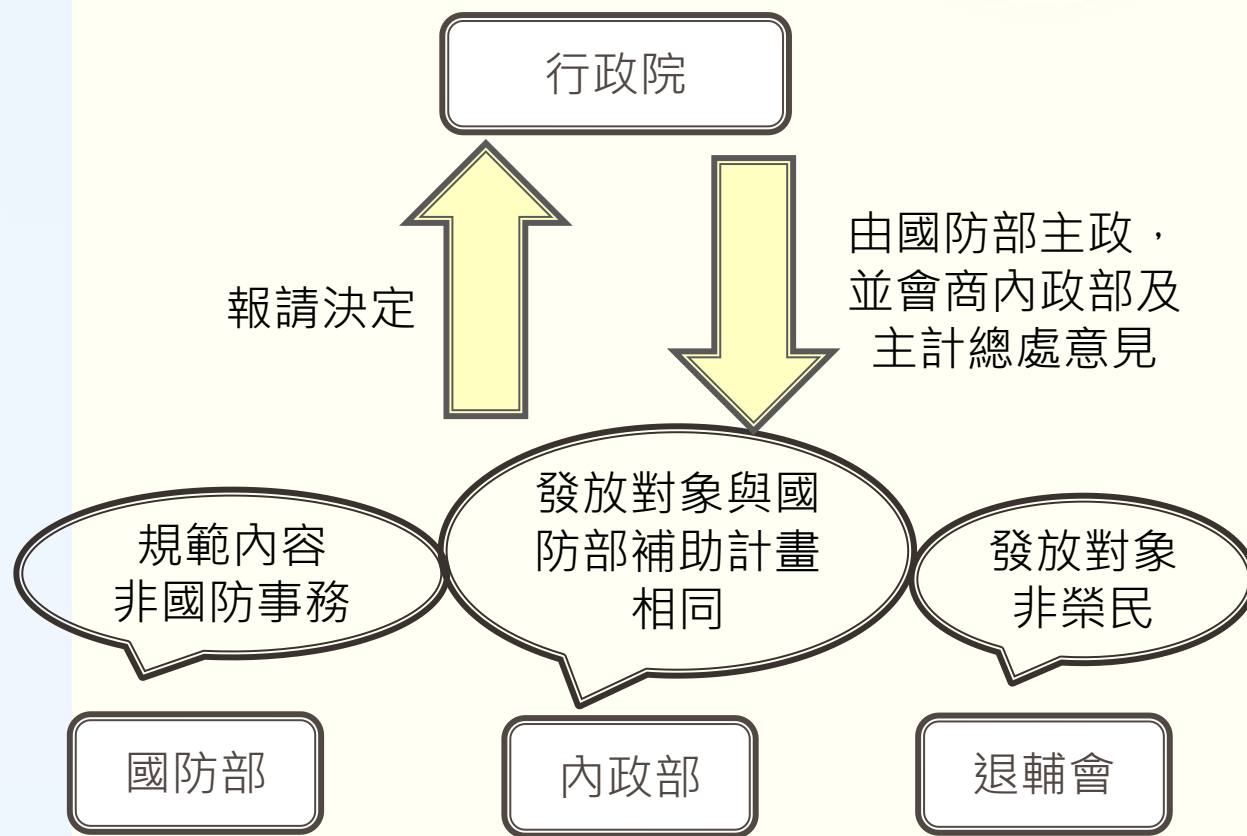 行政院
報請決定
由國防部主政，
並會商內政部及
主計總處意見
規範內容
非國防事務
發放對象與國
防部補助計畫
相同
發放對象
非榮民
國防部
內政部
退輔會